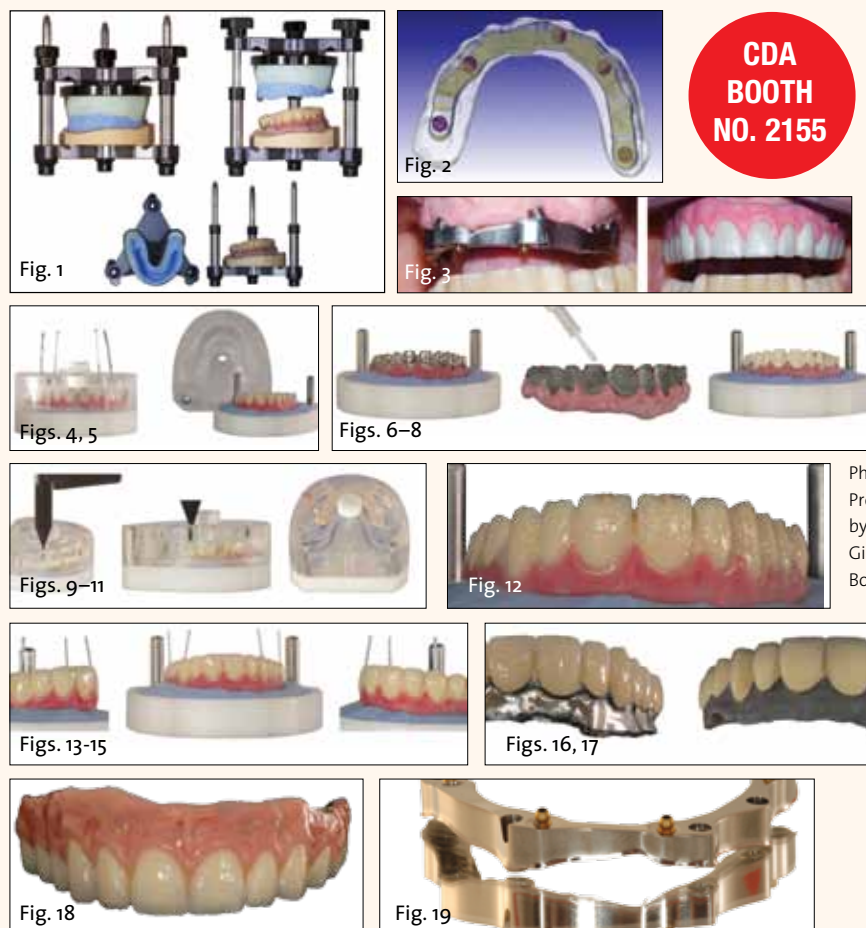 CDA
BOOTH
NO. 2155
Fig. 1
Fig. 2
Fig. 3
Figs. 4, 5
Figs. 6–8
Figs. 9–11
Fig. 12
by
Figs. 13-15
Figs. 16, 17
Fig. 18
Fig. 19